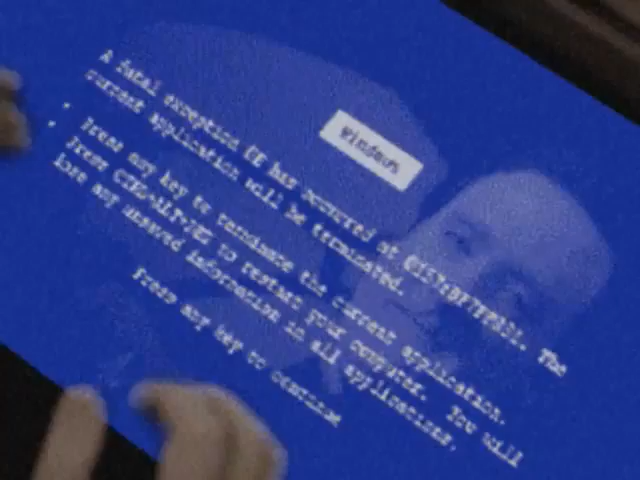 Windows
A fatal exception 0E has occurred at The
current application will be terminated.
* Press any key to terminate the current application.
* Press CTRL+ALT+DEL to restart your computer. You will
lose any unsaved information in all applications.
Press any key to continue